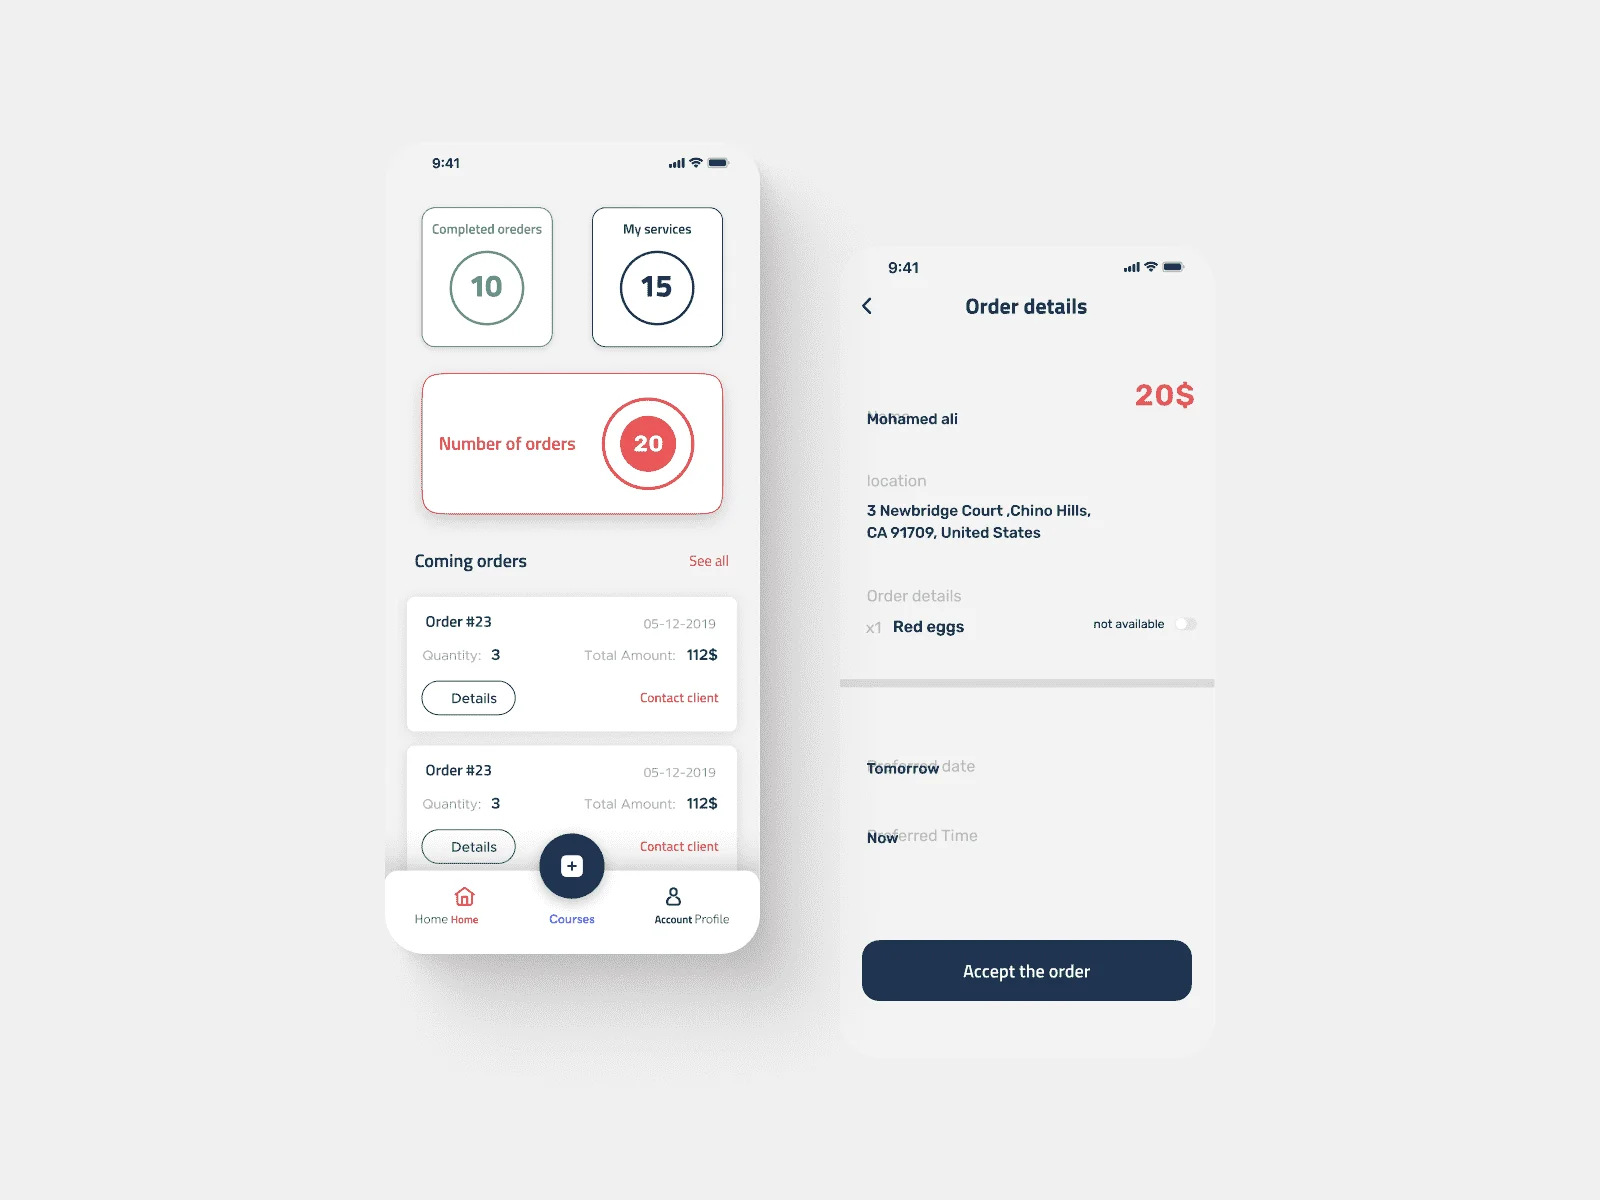 9:41
Completed oreders
My services
10
15
Number of orders
20
Coming orders
See all
Order #23
05-12-2019
Quantity: 3
Total Amount: 112$
Details
Contact client
Order #23
05-12-2019
Quantity: 3
Total Amount: 112$
Details
Contact client
Home Home
Courses
Account Profile
9:41
Order details
20$
Name
Mohamed ali
location
3 Newbridge Court ,Chino Hills,
CA 91709, United States
Order details
x1 Red eggs
not available
Preferred date
Tomorrow
Preferred Time
Now
Accept the order